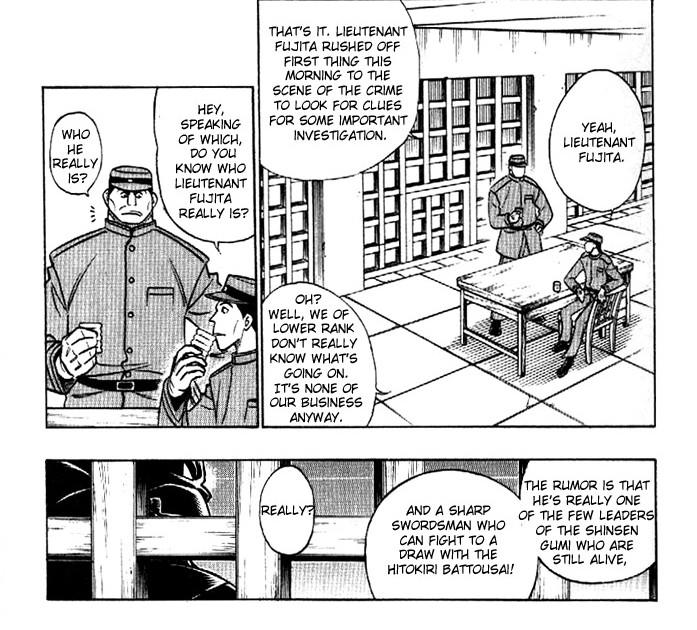 YEAH,
LIEUTENANT
FUJITA.
THAT'S IT. LIEUTENANT
FUJITA RUSHED OFF
FIRST THING THIS
MORNING TO THE
SCENE OF THE CRIME
TO LOOK FOR CLUES
FOR SOME IMPORTANT
INVESTIGATION.
OH?
WELL, WE OF
LOWER RANK
DON'T REALLY
KNOW WHAT'S
GOING ON.
IT'S NONE OF
OUR BUSINESS
ANYWAY.
HEY,
SPEAKING
OF WHICH,
DO YOU
KNOW WHO
LIEUTENANT
FUJITA
REALLY IS?
WHO
HE
REALLY
IS?
THE RUMOR IS THAT
HE'S REALLY ONE
OF THE FEW LEADERS
OF THE SHINSEN
GUMI WHO ARE
STILL ALIVE,
AND A SHARP
SWORDSMAN WHO
CAN FIGHT TO A
DRAW WITH THE
HITOKIRI BATTOUSAI!
REALLY?